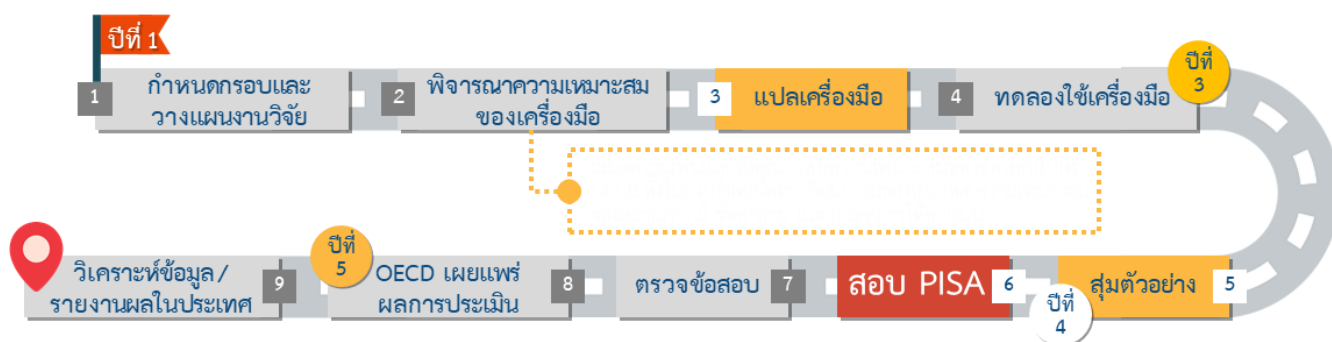 ปีที่ 1
1
กำหนดกรอบและ
วางแผนงานวิจัย
2
พิจารณาความเหมาะสม
ของเครื่องมือ
3
แปลเครื่องมือ
4
ทดลองใช้เครื่องมือ
ปีที่
3
สุ่มตัวอย่าง
5
ปีที่
4
สอบ PISA
6
ตรวจข้อสอบ
7
OECD เผยแพร่
ผลการประเมิน
8
ปีที่
5
วิเคราะห์ข้อมูล/
รายงานผลในประเทศ
9